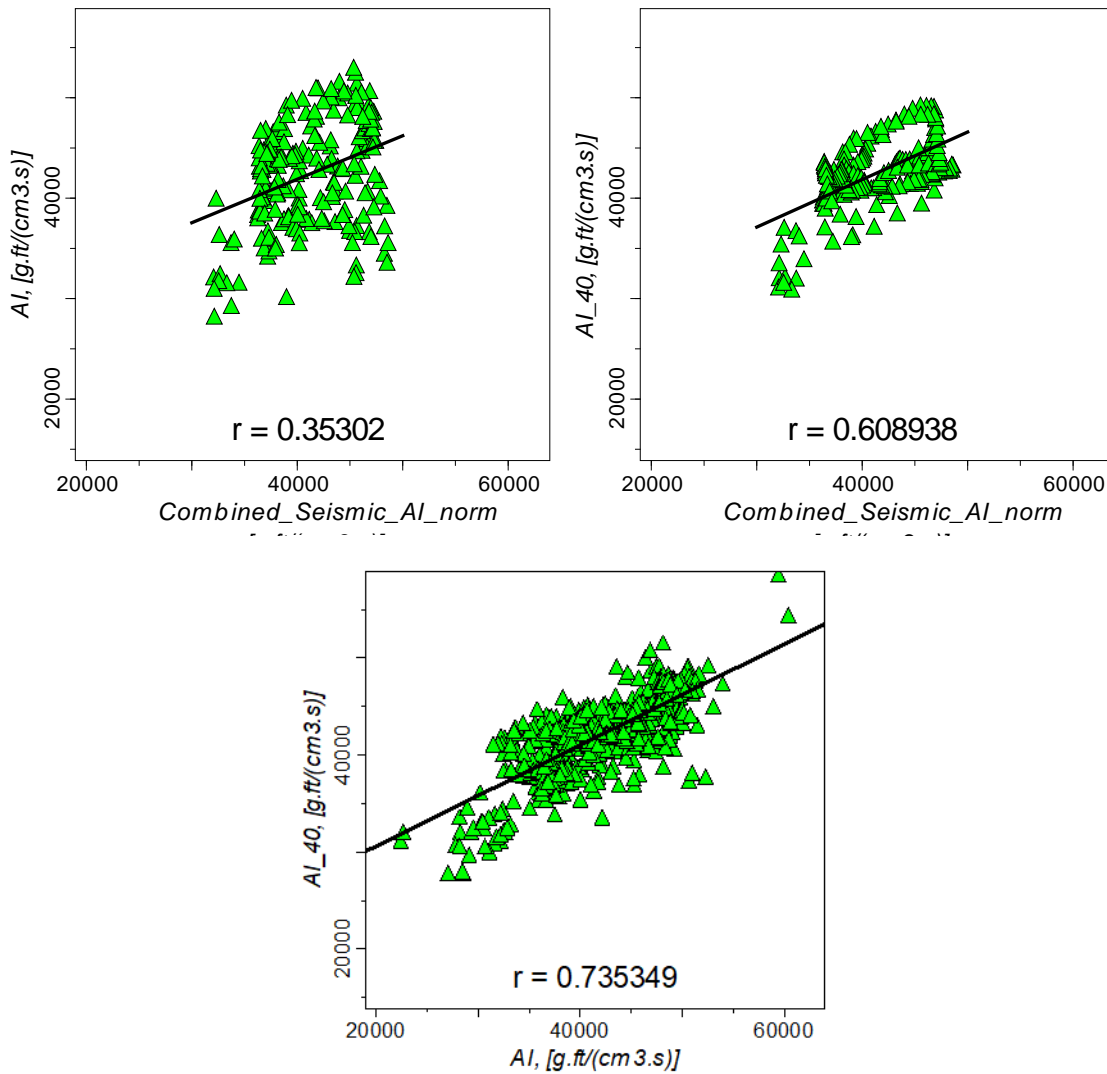 AI, [g.ft/(cm3.s)]
40000
20000
r = 0.35302
20000 40000 60000
Combined_Seismic_AI_norm
AI_40, [g.ft/(cm3.s)]
40000
20000
r = 0.608938
20000 40000 60000
Combined_Seismic_AI_norm
AI_40, [g.ft/(cm3.s)]
40000
20000
r = 0.735349
20000 40000 60000
AI, [g.ft/(cm3.s)]